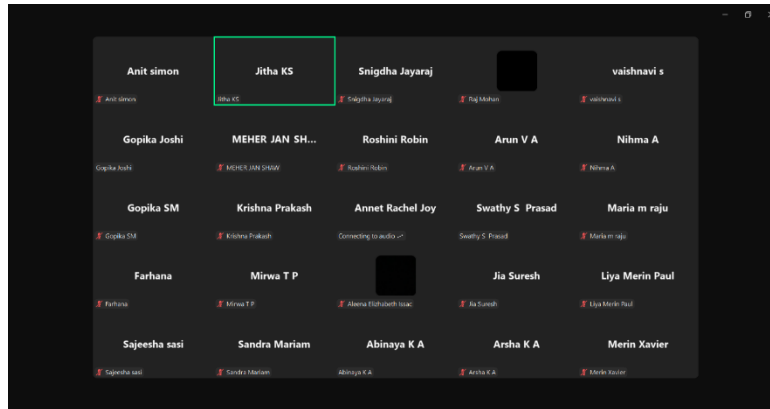 Anit simon
Jitha KS
Snigdha Jayaraj
vaishnavi s
Anit simon
Jitha KS
Snigdha Jayaraj
Raj Mohan
vaishnavi s
Gopika Joshi
MEHER JAN SH...
Roshini Robin
Arun V A
Nihma A
Gopika Joshi
MEHER JAN SHAW
Roshini Robin
Arun V A
Nihma A
Gopika SM
Krishna Prakash
Annet Rachel Joy
Swathy S Prasad
Maria m raju
Gopika SM
Krishna Prakash
Connecting to audio
Swathy S Prasad
Maria m raju
Farhana
Mirwa T P
Jia Suresh
Liya Merin Paul
Farhana
Mirwa T P
Aleena Elizhabeth Isaac
Jia Suresh
Liya Merin Paul
Sajeesha sasi
Sandra Mariam
Abinaya K A
Arsha K A
Merin Xavier
Sajeesha sasi
Sandra Mariam
Abinaya K A
Arsha K A
Merin Xavier